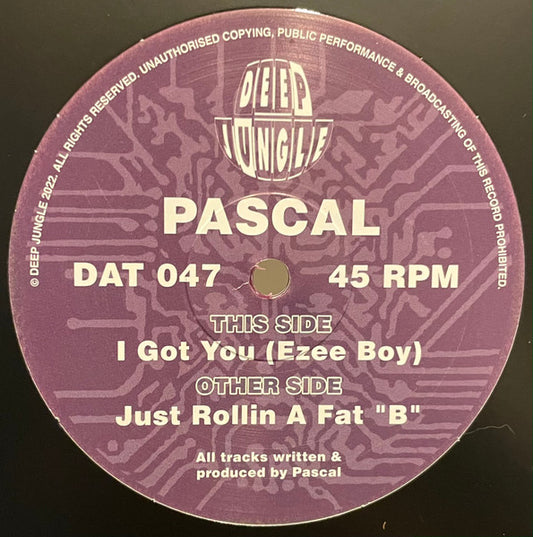 © DEEP JUNGLE 2022. ALL RIGHTS RESERVED. UNAUTHORISED COPYING, PUBLIC PERFORMANCE & BROADCASTING OF THIS RECORD PROHIBITED.
DEEP
JUNGLE
PASCAL
DAT 047 45 RPM
THIS SIDE
I Got You (Ezee Boy)
OTHER SIDE
Just Rollin A Fat "B"
All tracks written &
produced by Pascal